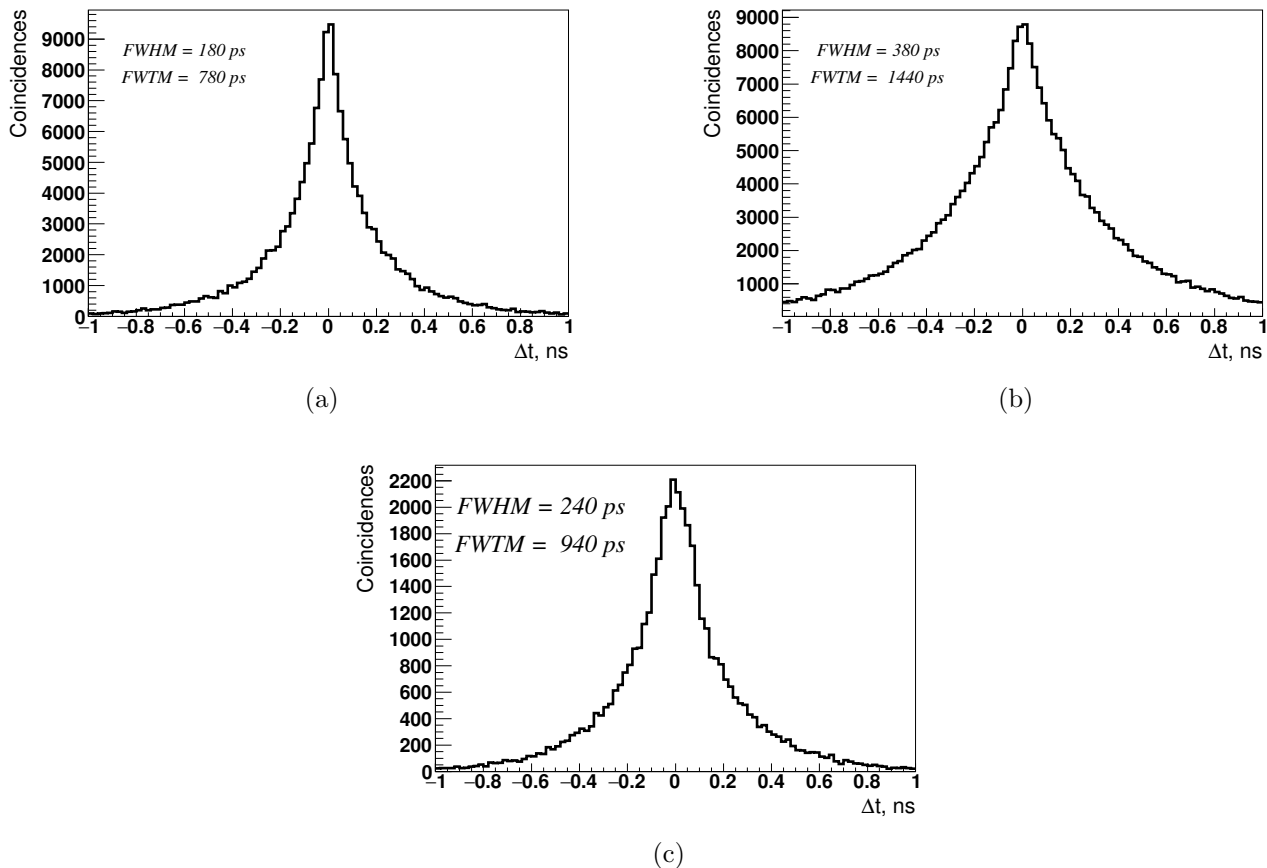 Coincidences
9000
8000
7000
6000
5000
4000
3000
2000
1000
0
FWHM = 180 ps
FWTM = 780 ps
−1 −0.8 −0.6 −0.4 −0.2 0 0.2 0.4 0.6 0.8 1
Δt, ns
(a)
Coincidences
9000
8000
7000
6000
5000
4000
3000
2000
1000
0
FWHM = 380 ps
FWTM = 1440 ps
−1 −0.8 −0.6 −0.4 −0.2 0 0.2 0.4 0.6 0.8 1
Δt, ns
(b)
Coincidences
2200
2000
1800
1600
1400
1200
1000
800
600
400
200
0
FWHM = 240 ps
FWTM = 940 ps
−1 −0.8 −0.6 −0.4 −0.2 0 0.2 0.4 0.6 0.8 1
Δt, ns
(c)